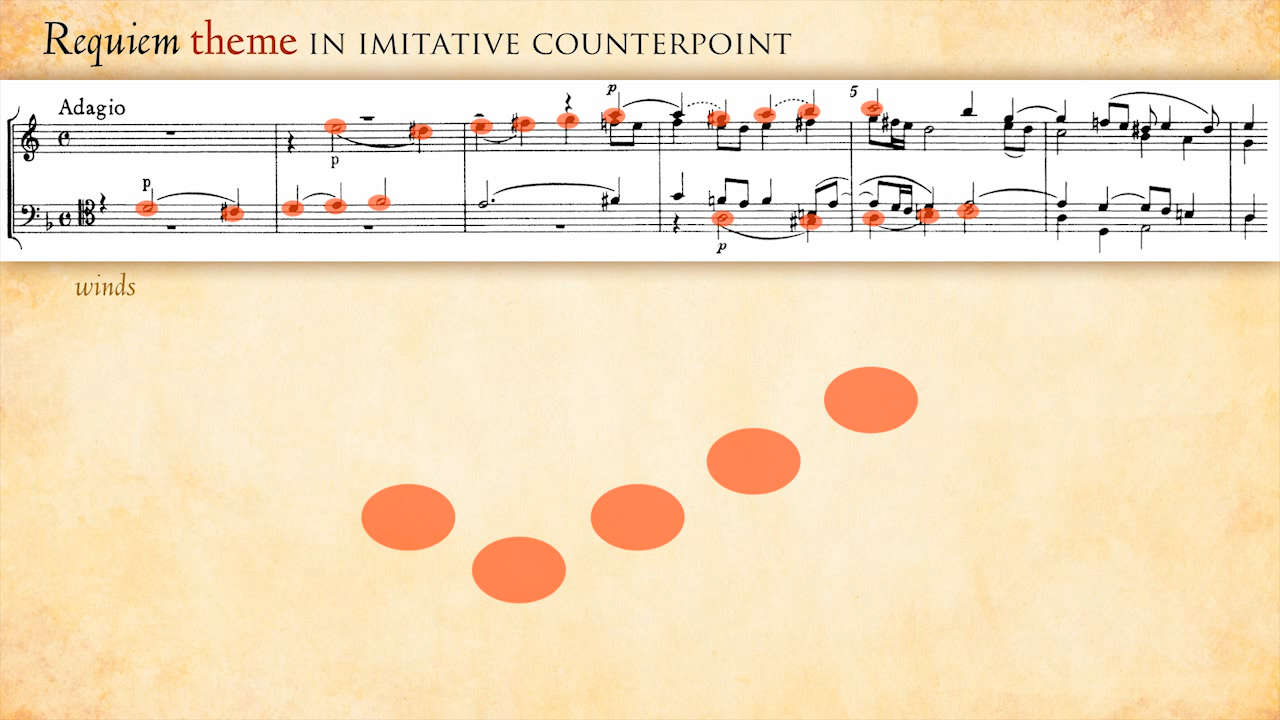 Requiem theme IN IMITATIVE COUNTERPOINT
Adagio
p
5
p
p
p
winds